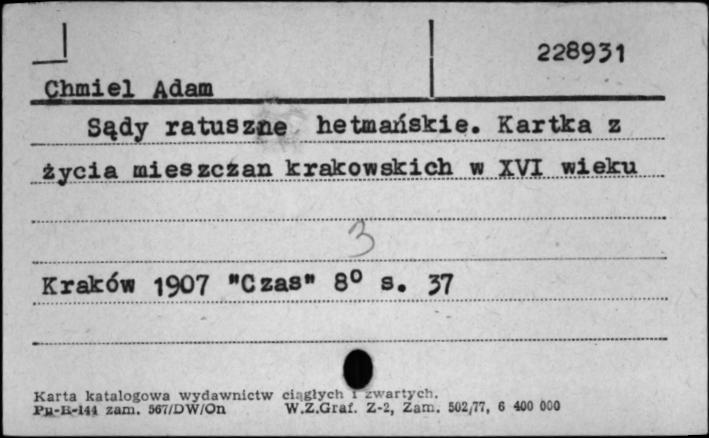 228931
Chmiel Adam
Sądy ratuszne hetmańskie. Kartka z
życia mieszczan krakowskich w XVI wieku
3
Kraków 1907 "Czas" 8° s. 37
Karta katalogowa wydawnictw ciągłych i zwartych.
Pu-B-144 zam. 567/DW/On W.Z.Graf. Z-2, Zam. 502/77, 6 400 000